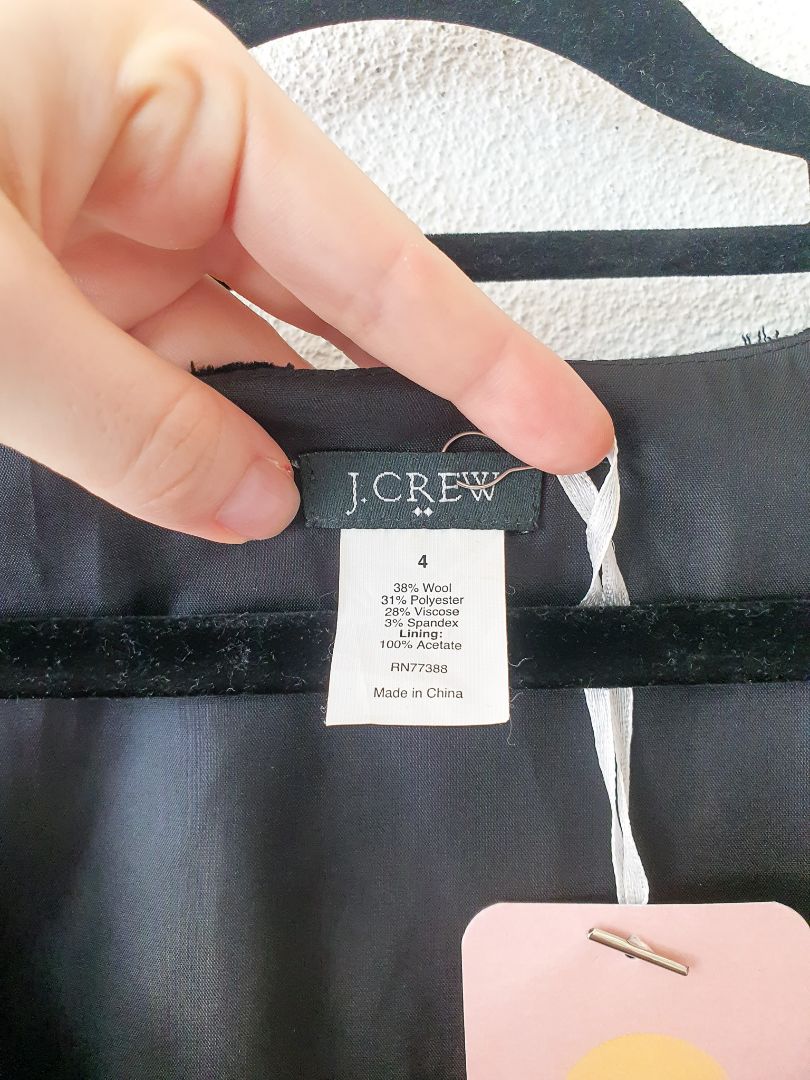 J.CREW
4
38% Wool
31% Polyester
28% Viscose
3% Spandex
Lining:
100% Acetate
RN77388
Made in China